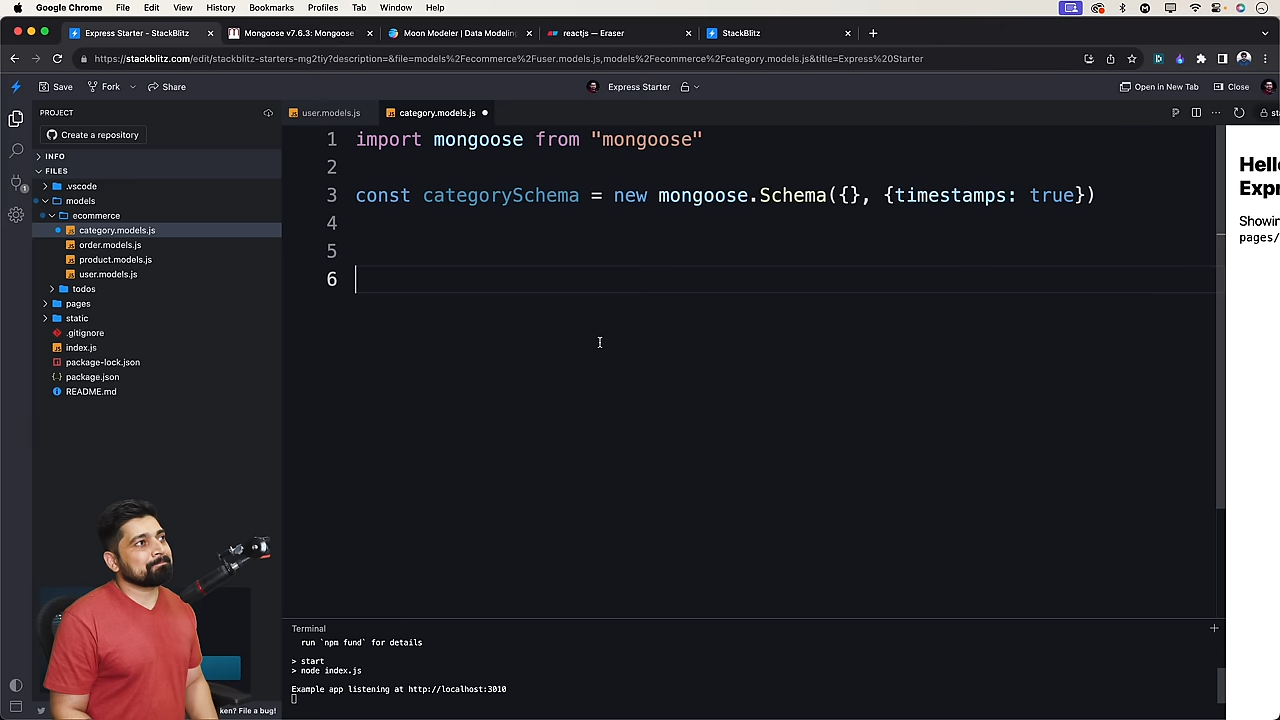 Google Chrome File Edit View History Bookmarks Profiles Tab Window Help
Express Starter - StackBlitz Mongoose v7.6.3: Mongoose Moon Modeler | Data Modeling reactjs — Eraser StackBlitz
https://stackblitz.com/edit/stackblitz-starters-mg2tiy?description=&file=models%2Fecommerce%2Fuser.models.js,models%2Fecommerce%2Fcategory.models.js&title=Express%20Starter
Save Fork Share Express Starter Open in New Tab Close
PROJECT
Create a repository
INFO
FILES
.vscode
models
ecommerce
category.models.js
order.models.js
product.models.js
user.models.js
todos
pages
static
.gitignore
index.js
package-lock.json
package.json
README.md
user.models.js category.models.js
1 import mongoose from "mongoose"
2
3 const categorySchema = new mongoose.Schema({}, {timestamps: true})
4
5
6
Hell
Expr
Showin
pages/
Terminal
run `npm fund` for details
> start
> node index.js
Example app listening at http://localhost:3010
ken? File a bug!